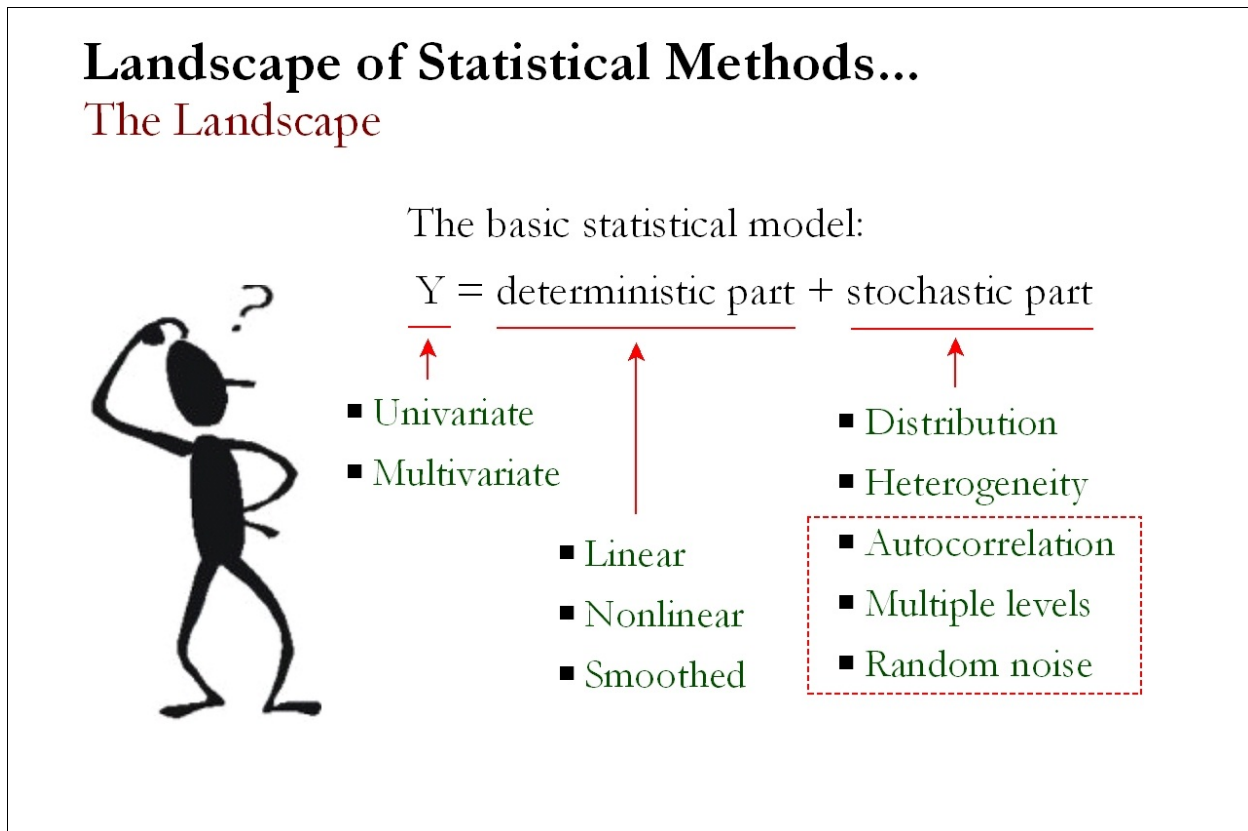 Landscape of Statistical Methods...
The Landscape
The basic statistical model:
Y = deterministic part + stochastic part
?
■ Univariate
■ Multivariate
■ Linear
■ Nonlinear
■ Smoothed
■ Distribution
■ Heterogeneity
■ Autocorrelation
■ Multiple levels
■ Random noise